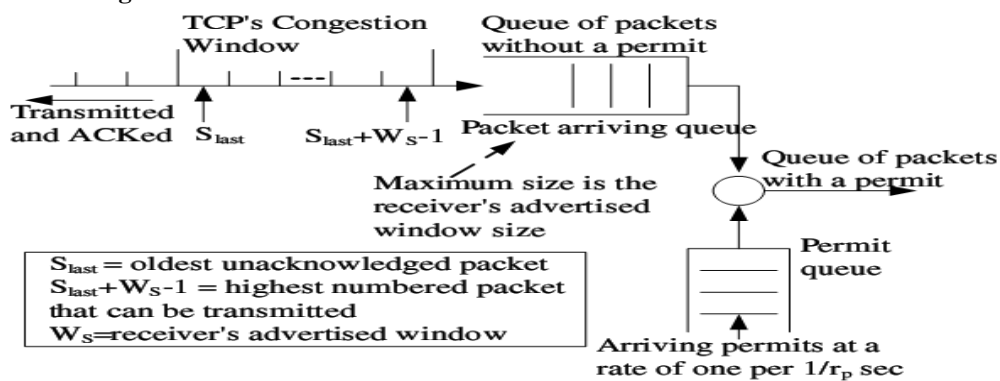 TCP's Congestion
Window
Queue of packets
without a permit
Transmitted
and ACKed
Slast
Slast+WS-1
Packet arriving queue
Queue of packets
with a permit
Maximum size is the
receiver's advertised
window size
Permit
queue
Slast = oldest unacknowledged packet
Slast+WS-1 = highest numbered packet
that can be transmitted
WS=receiver's advertised window
Arriving permits at a
rate of one per 1/rp sec